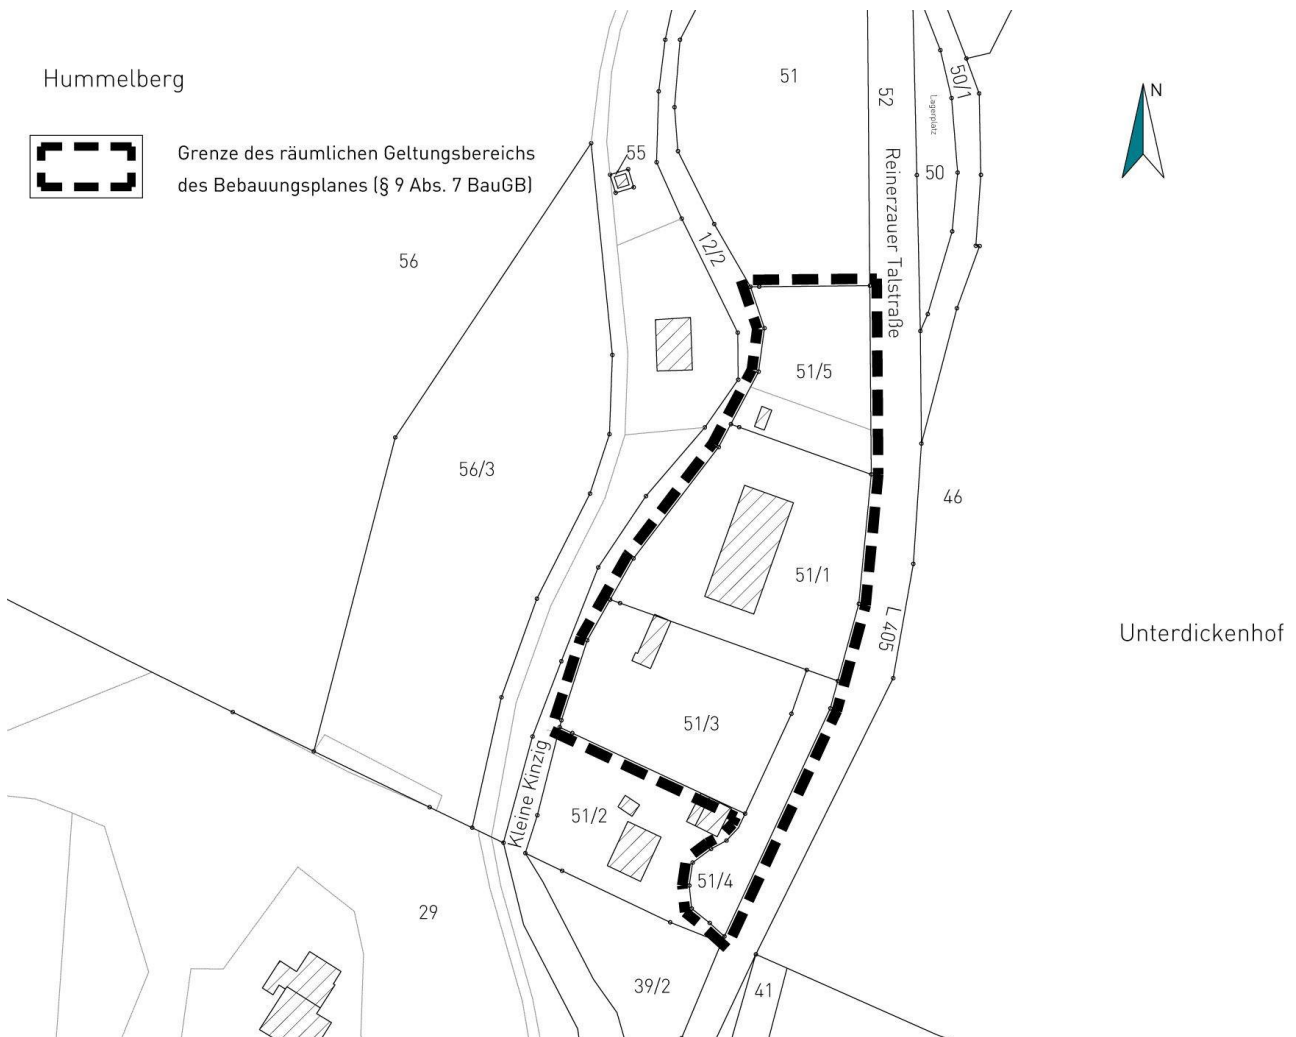 Hummelberg
Grenze des räumlichen Geltungsbereichs
des Bebauungsplanes (§ 9 Abs. 7 BauGB)
N
51
52
50/1
Lagerplatz
50
55
12/2
Reinerzauer Talstraße
56
51/5
56/3
46
51/1
L 405
Unterdickenhof
51/3
Kleine Kinzig
51/2
51/4
29
39/2
41